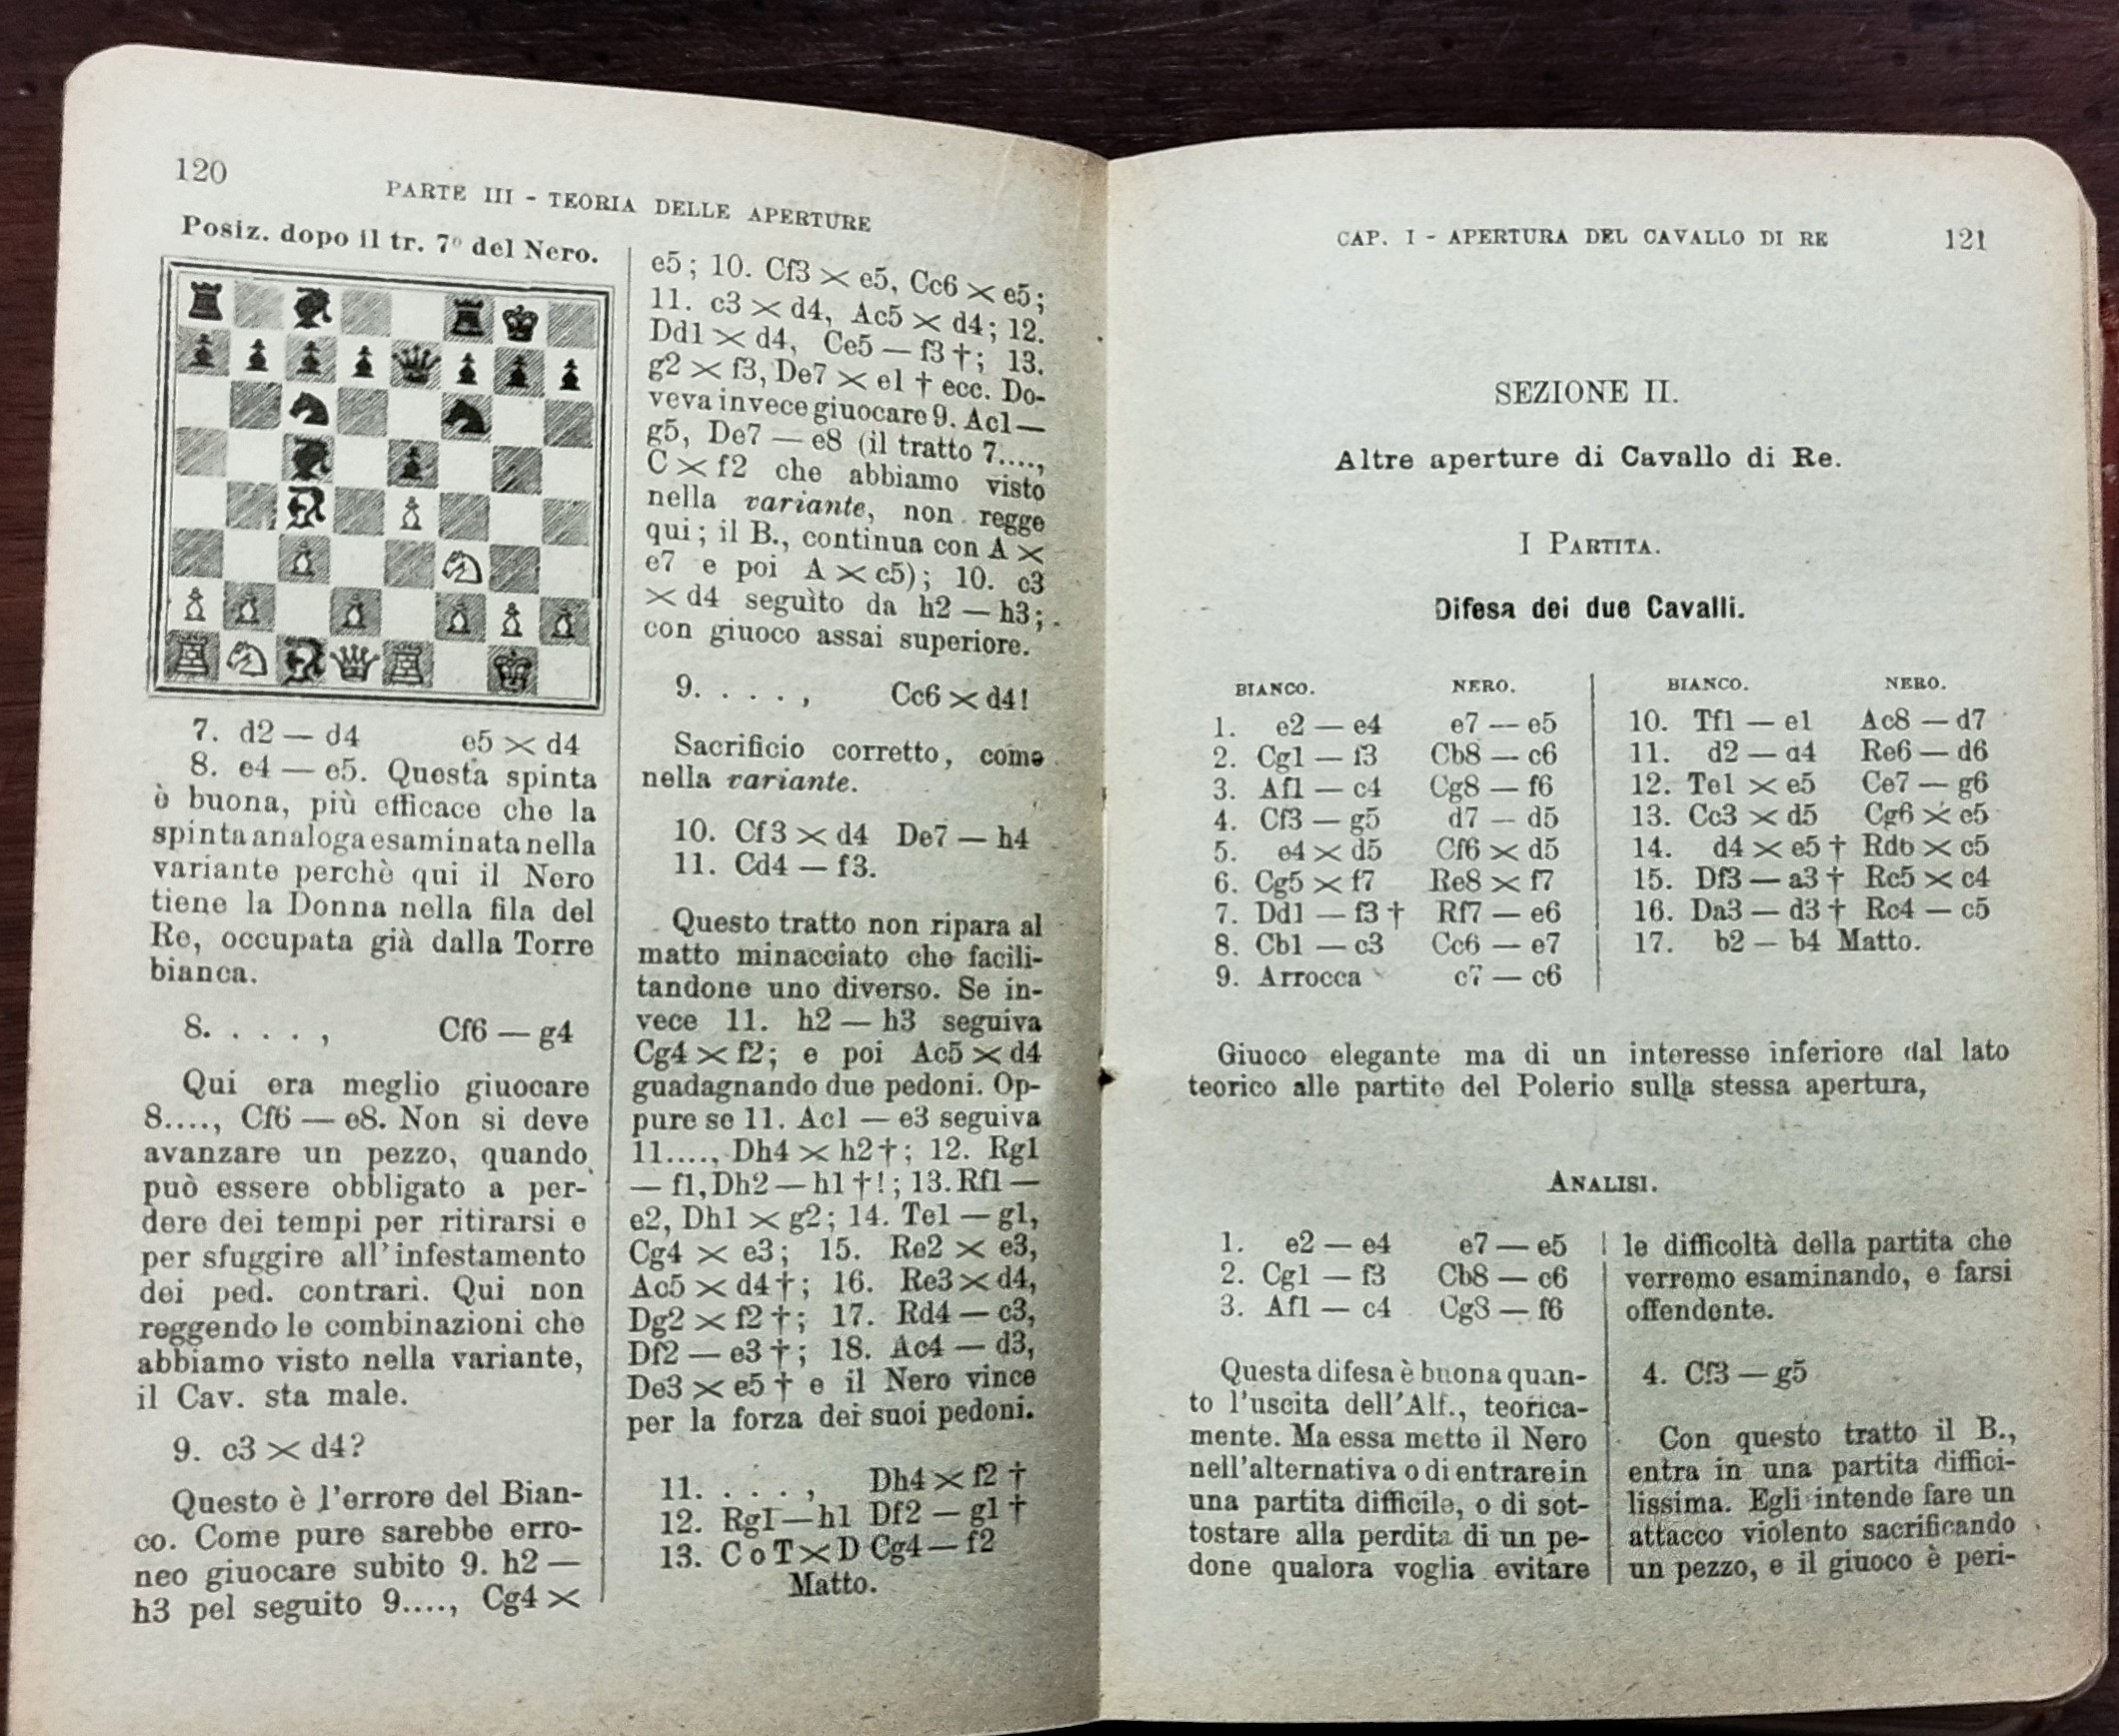 120
PARTE III - TEORIA DELLE APERTURE
Posiz. dopo il tr. 7º del Nero.
7. d2 — d4 e5 × d4
8. e4 — e5. Questa spinta
è buona, più efficace che la
spinta analoga esaminata nella
variante perchè qui il Nero
tiene la Donna nella fila del
Re, occupata già dalla Torre
bianca.
8. . . . . , Cf6 — g4
Qui era meglio giuocare
8...., Cf6 — e8. Non si deve
avanzare un pezzo, quando
può essere obbligato a per-
dere dei tempi per ritirarsi e
per sfuggire all'infestamento
dei ped. contrari. Qui non
reggendo le combinazioni che
abbiamo visto nella variante,
il Cav. sta male.
9. c3 × d4?
Questo è l'errore del Bian-
co. Come pure sarebbe erro-
neo giuocare subito 9. h2 —
h3 pel seguito 9...., Cg4 ×
e5; 10. Cf3 × e5, Cc6 × e5;
11. c3 × d4, Ac5 × d4; 12.
Dd1 × d4, Ce5 — f3 †; 13.
g2 × f3, De7 × e1 † ecc. Do-
veva invece giuocare 9. Ac1—
g5, De7 — e8 (il tratto 7....,
C × f2 che abbiamo visto
nella variante, non regge
qui; il B., continua con A ×
e7 e poi A × c5); 10. c3
× d4 seguìto da h2 — h3;
con giuoco assai superiore.
9. . . . . , Cc6 × d4!
Sacrificio corretto, come
nella variante.
10. Cf3 × d4 De7 — h4
11. Cd4 — f3.
Questo tratto non ripara al
matto minacciato che facili-
tandone uno diverso. Se in-
vece 11. h2 — h3 seguiva
Cg4 × f2; e poi Ac5 × d4
guadagnando due pedoni. Op-
pure se 11. Ac1 — e3 seguiva
11...., Dh4 × h2 †; 12. Rg1
— f1, Dh2 — h1 †!; 13. Rf1 —
e2, Dh1 × g2; 14. Te1 — g1,
Cg4 × e3; 15. Re2 × e3,
Ac5 × d4 †; 16. Re3 × d4,
Dg2 × f2 †; 17. Rd4 — c3,
Df2 — e3 †; 18. Ac4 — d3,
De3 × e5 † e il Nero vince
per la forza dei suoi pedoni.
11. . . . . , Dh4 × f2 †
12. Rg1 — h1 Df2 — g1 †
13. C o T × D Cg4 — f2
Matto.
CAP. I - APERTURA DEL CAVALLO DI RE 121
SEZIONE II.
Altre aperture di Cavallo di Re.
I PARTITA.
Difesa dei due Cavalli.
BIANCO. NERO.
1. e2 — e4 e7 — e5
2. Cg1 — f3 Cb8 — c6
3. Af1 — c4 Cg8 — f6
4. Cf3 — g5 d7 — d5
5. e4 × d5 Cf6 × d5
6. Cg5 × f7 Re8 × f7
7. Dd1 — f3 † Rf7 — e6
8. Cb1 — c3 Cc6 — e7
9. Arrocca c7 — c6
BIANCO. NERO.
10. Tf1 — e1 Ac8 — d7
11. d2 — d4 Re6 — d6
12. Te1 × e5 Ce7 — g6
13. Cc3 × d5 Cg6 × e5
14. d4 × e5 † Rd6 × c5
15. Df3 — a3 † Rc5 × c4
16. Da3 — d3 † Rc4 — c5
17. b2 — b4 Matto.
Giuoco elegante ma di un interesse inferiore dal lato
teorico alle partite del Polerio sulla stessa apertura,
ANALISI.
1. e2 — e4 e7 — e5
2. Cg1 — f3 Cb8 — c6
3. Af1 — c4 Cg8 — f6
Questa difesa è buona quan-
to l'uscita dell'Alf., teorica-
mente. Ma essa mette il Nero
nell'alternativa o di entrare in
una partita difficile, o di sot-
tostare alla perdita di un pe-
done qualora voglia evitare
le difficoltà della partita che
verremo esaminando, e farsi
offendente.
4. Cf3 — g5
Con questo tratto il B.,
entra in una partita diffici-
lissima. Egli intende fare un
attacco violento sacrificando
un pezzo, e il giuoco è peri-